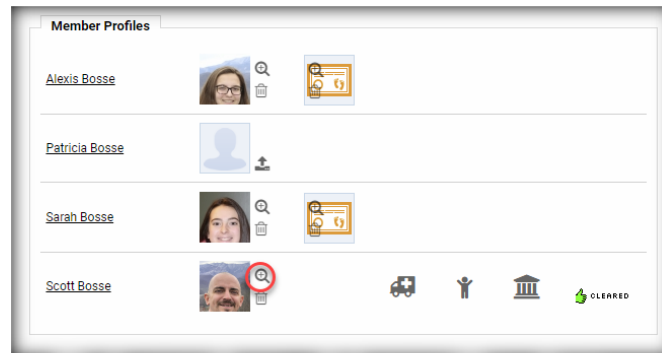 Member Profiles
Alexis Bosse
Patricia Bosse
Sarah Bosse
Scott Bosse
CLEARED